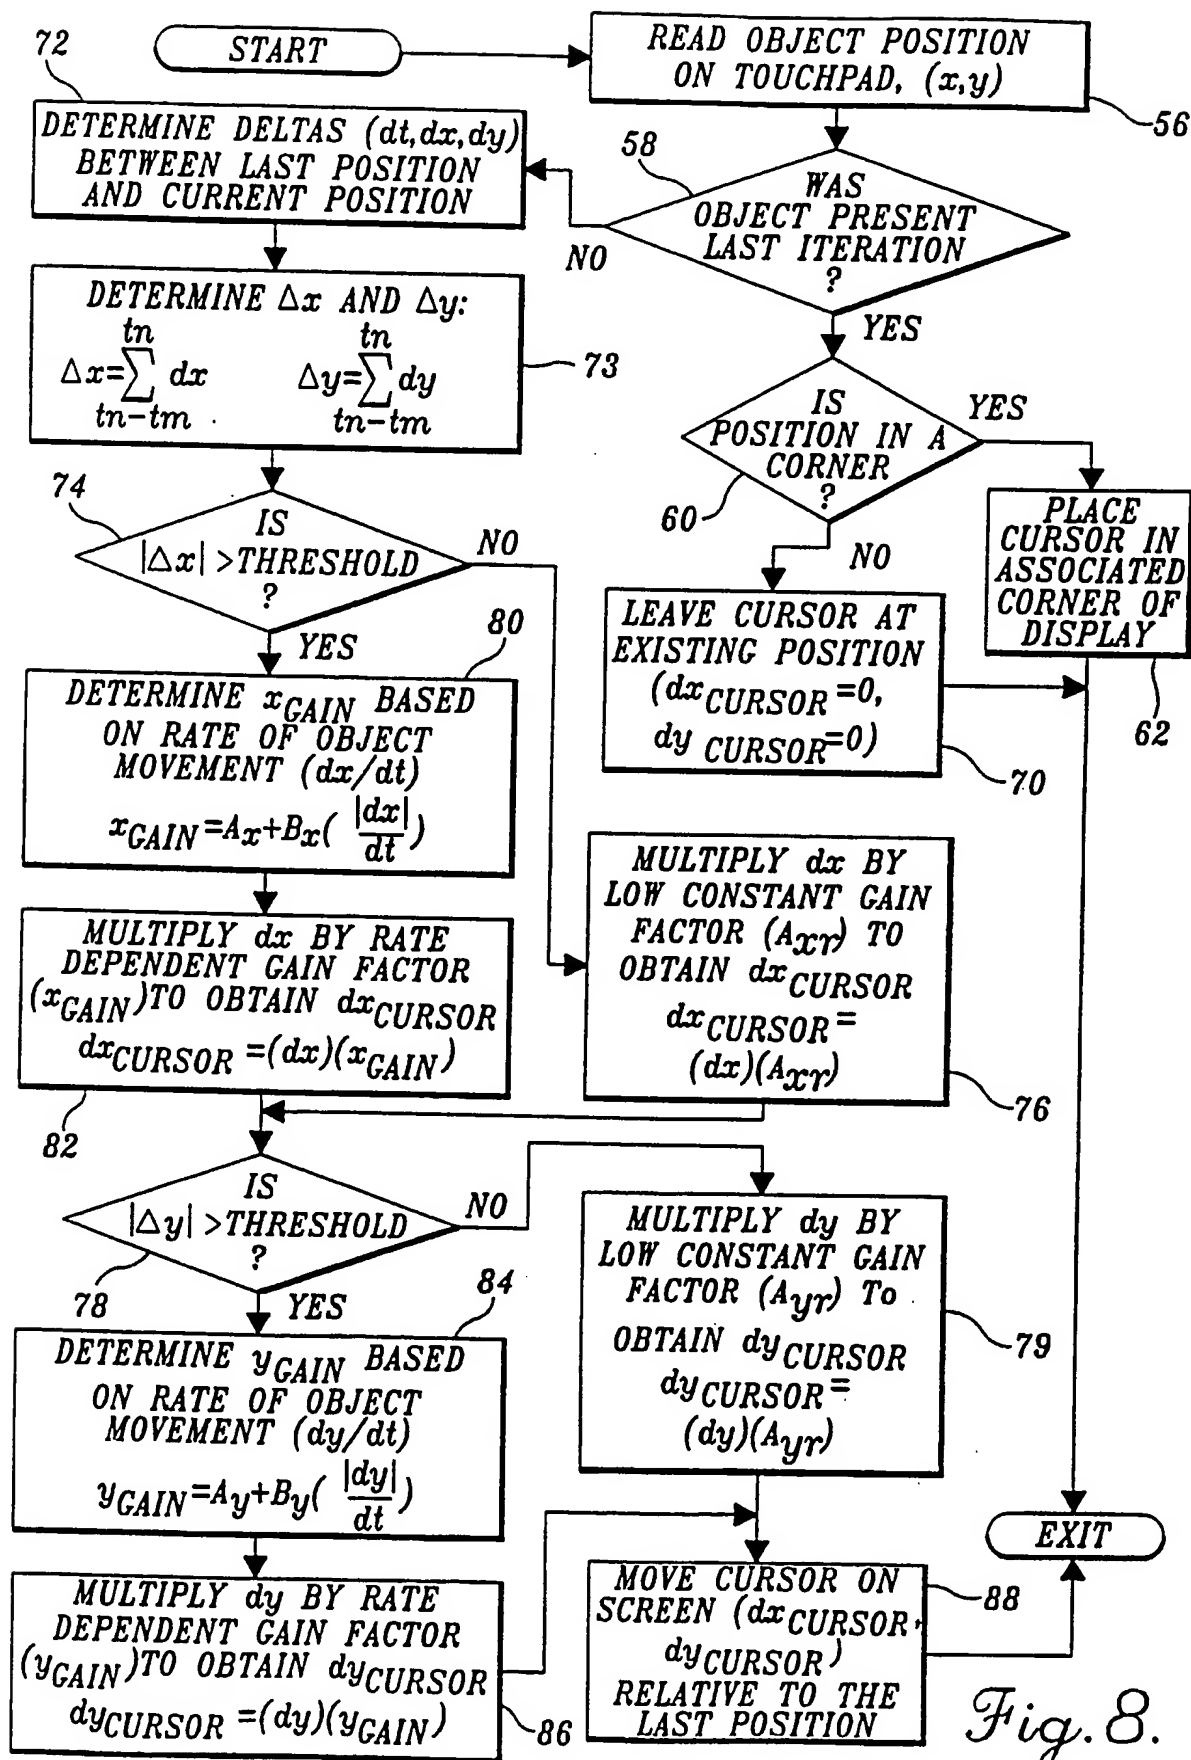 START
READ OBJECT POSITION
ON TOUCHPAD, (x,y)
56
72
DETERMINE DELTAS (dt,dx,dy)
BETWEEN LAST POSITION
AND CURRENT POSITION
58
WAS
OBJECT PRESENT
LAST ITERATION
?
NO
YES
DETERMINE Δx AND Δy:
tn
Δx=∑ dx
tn-tm
tn
Δy=∑ dy
tn-tm
73
IS
POSITION IN A
CORNER
?
60
YES
NO
PLACE
CURSOR IN
ASSOCIATED
CORNER OF
DISPLAY
62
LEAVE CURSOR AT
EXISTING POSITION
(dxCURSOR=0,
dy CURSOR=0)
70
74
IS
|Δx| >THRESHOLD
?
NO
YES
80
DETERMINE xGAIN BASED
ON RATE OF OBJECT
MOVEMENT (dx/dt)
xGAIN=Ax+Bx( |dx|/dt )
MULTIPLY dx BY RATE
DEPENDENT GAIN FACTOR
(xGAIN)TO OBTAIN dxCURSOR
dxCURSOR =(dx)(xGAIN)
82
MULTIPLY dx BY
LOW CONSTANT GAIN
FACTOR (Axr) TO
OBTAIN dxCURSOR
dxCURSOR=
(dx)(Axr)
76
IS
|Δy| >THRESHOLD
?
78
NO
YES
84
DETERMINE yGAIN BASED
ON RATE OF OBJECT
MOVEMENT (dy/dt)
yGAIN=Ay+By( |dy|/dt )
MULTIPLY dy BY RATE
DEPENDENT GAIN FACTOR
(yGAIN)TO OBTAIN dyCURSOR
dyCURSOR =(dy)(yGAIN)
86
MULTIPLY dy BY
LOW CONSTANT GAIN
FACTOR (Ayr) To
OBTAIN dyCURSOR
dyCURSOR=
(dy)(Ayr)
79
MOVE CURSOR ON
SCREEN (dxCURSOR,
dyCURSOR)
RELATIVE TO THE
LAST POSITION
88
EXIT
Fig. 8.